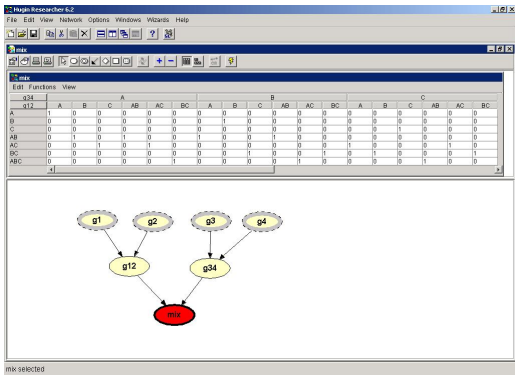 Hugin Researcher 6.2
File Edit View Network Options Windows Wizards Help
mix
mix
Edit Functions View
g34 A B C
g12 A B C AB AC BC A B C AB AC BC A B C AB AC BC
A 1 0 0 0 0 0 0 0 0 0 0 0 0 0 0 0 0 0
B 0 0 0 0 0 0 0 1 0 0 0 0 0 0 0 0 0 0
C 0 0 0 0 0 0 0 0 0 0 0 0 0 0 1 0 0 0
AB 0 1 0 1 0 0 1 0 0 1 0 0 0 0 0 0 0 0
AC 0 0 1 0 1 0 0 0 0 0 0 0 1 0 0 0 1 0
BC 0 0 0 0 0 0 0 0 1 0 0 1 0 1 0 0 0 1
ABC 0 0 0 0 0 1 0 0 0 0 1 0 0 0 0 1 0 0
g1 g2 g3 g4
g12 g34
mix
mix selected